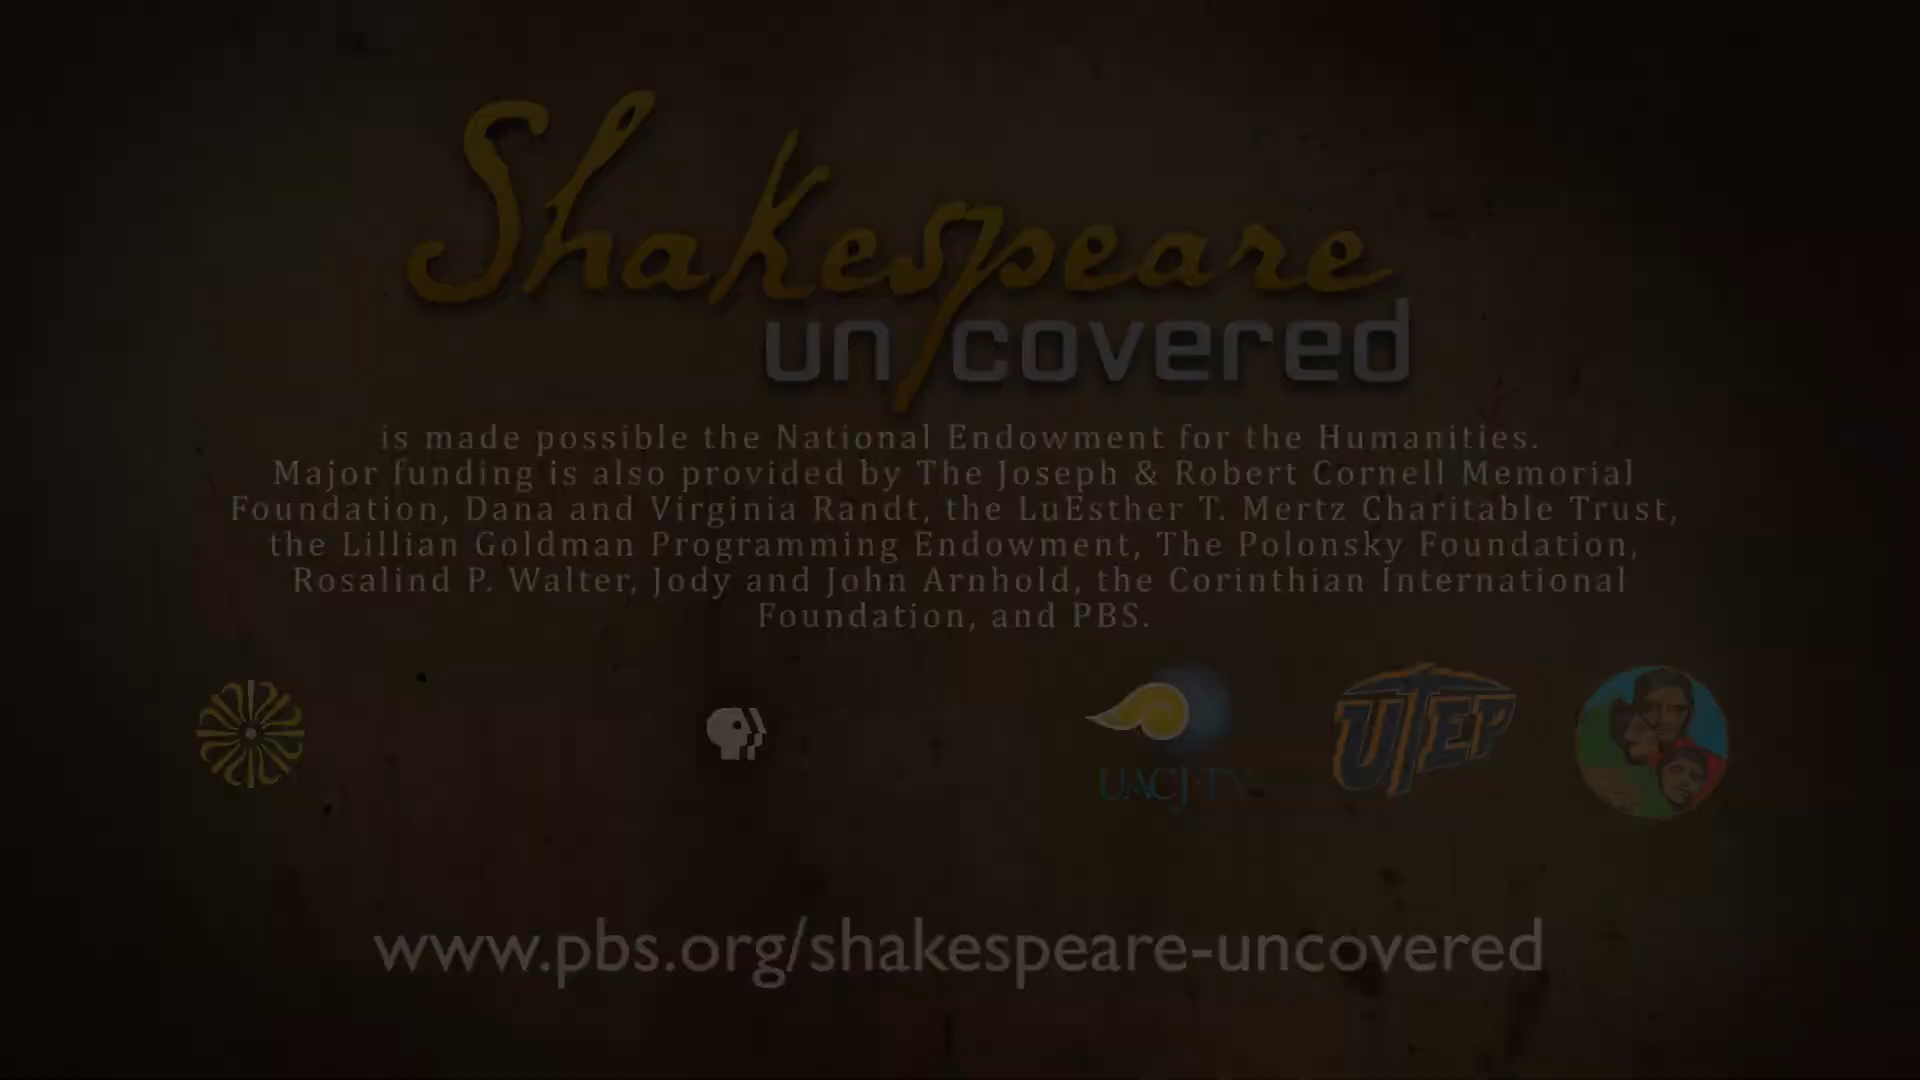 Shakespeare
uncovered
is made possible the National Endowment for the Humanities.
Major funding is also provided by The Joseph & Robert Cornell Memorial
Foundation, Dana and Virginia Randt, the LuEsther T. Mertz Charitable Trust,
the Lillian Goldman Programming Endowment, The Polonsky Foundation,
Rosalind P. Walter, Jody and John Arnhold, the Corinthian International
Foundation, and PBS.
UACJ-TV
UTEP
www.pbs.org/shakespeare-uncovered